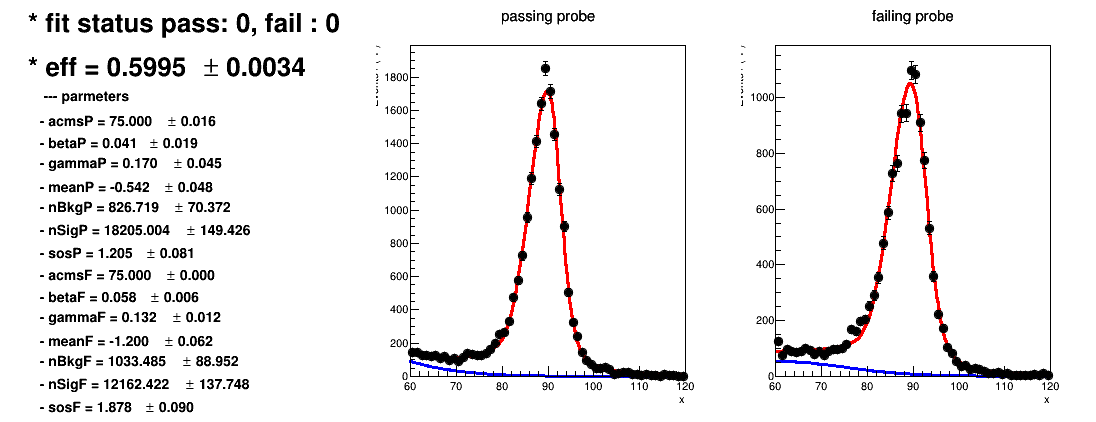 * fit status pass: 0, fail : 0
* eff = 0.5995 ± 0.0034
--- parmeters
- acmsP = 75.000 ± 0.016
- betaP = 0.041 ± 0.019
- gammaP = 0.170 ± 0.045
- meanP = -0.542 ± 0.048
- nBkgP = 826.719 ± 70.372
- nSigP = 18205.004 ± 149.426
- sosP = 1.205 ± 0.081
- acmsF = 75.000 ± 0.000
- betaF = 0.058 ± 0.006
- gammaF = 0.132 ± 0.012
- meanF = -1.200 ± 0.062
- nBkgF = 1033.485 ± 88.952
- nSigF = 12162.422 ± 137.748
- sosF = 1.878 ± 0.090
passing probe
1800
1600
1400
1200
1000
800
600
400
200
0
60 70 80 90 100 110 120
x
failing probe
1000
800
600
400
200
0
60 70 80 90 100 110 120
x